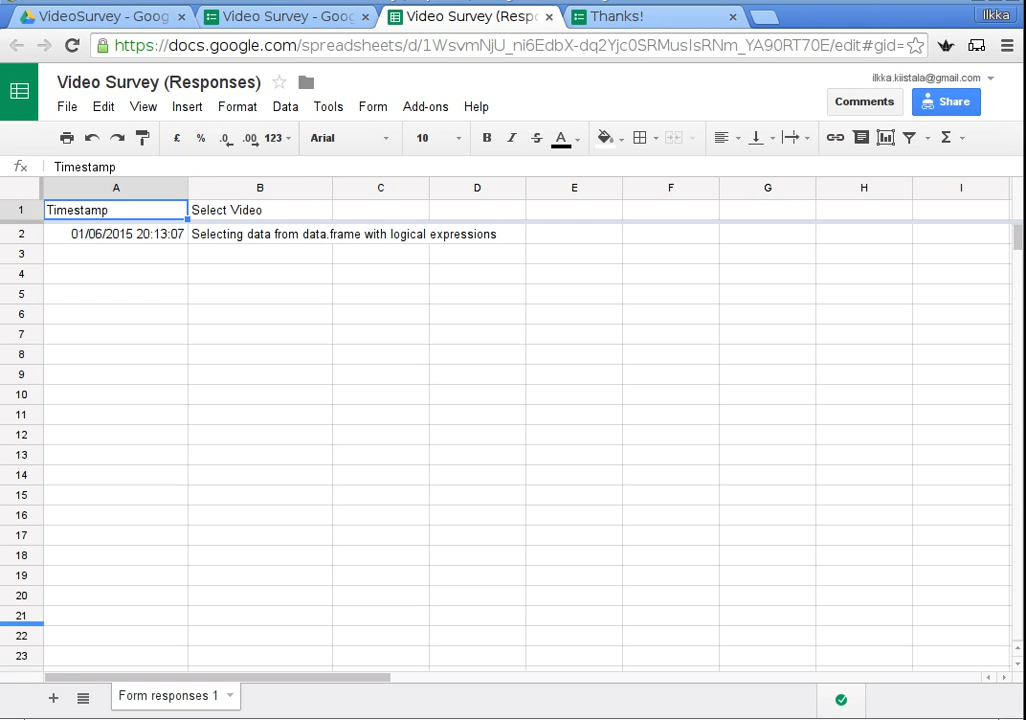 VideoSurvey - Goog
Video Survey - Goog
Video Survey (Resp
Thanks!
Ilkka
https://docs.google.com/spreadsheets/d/1WsvmNjU_ni6EdbX-dq2Yjc0SRMusIsRNm_YA90RT70E/edit#gid=
Video Survey (Responses)
ilkka.kiistala@gmail.com
File Edit View Insert Format Data Tools Form Add-ons Help
Comments
Share
£ % .0 .00 123 Arial 10 B I S A Σ
fx Timestamp
A B C D E F G H I
1 Timestamp Select Video
2 01/06/2015 20:13:07 Selecting data from data.frame with logical expressions
3
4
5
6
7
8
9
10
11
12
13
14
15
16
17
18
19
20
21
22
23
+ Form responses 1